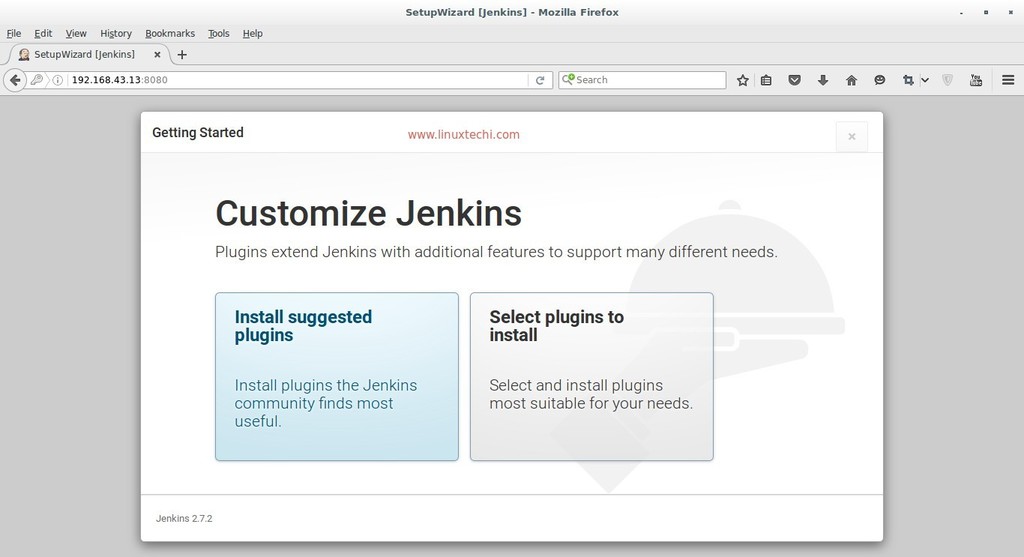 SetupWizard [Jenkins] - Mozilla Firefox
File Edit View History Bookmarks Tools Help
SetupWizard [Jenkins]
192.168.43.13:8080 Search
Getting Started www.linuxtechi.com
Customize Jenkins
Plugins extend Jenkins with additional features to support many different needs.
Install suggested
plugins
Install plugins the Jenkins
community finds most
useful.
Select plugins to
install
Select and install plugins
most suitable for your needs.
Jenkins 2.7.2